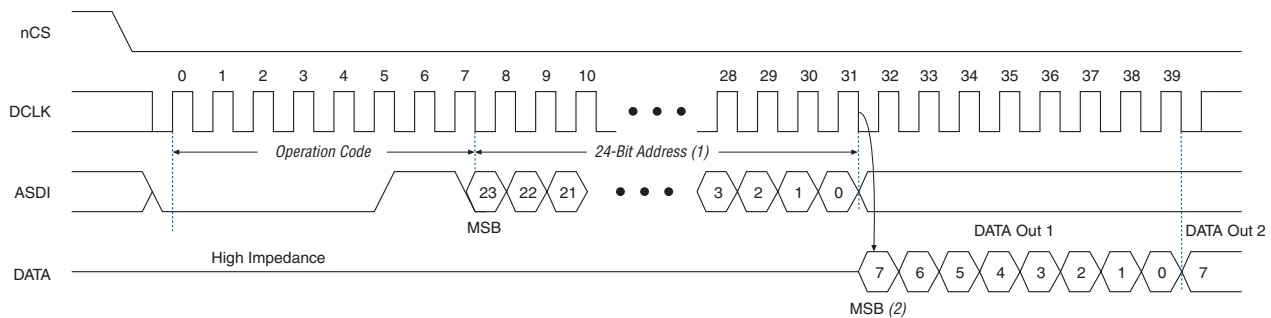 nCS
0 1 2 3 4 5 6 7 8 9 10 28 29 30 31 32 33 34 35 36 37 38 39
DCLK
Operation Code 24-Bit Address (1)
ASDI 23 22 21 3 2 1 0
MSB
DATA Out 1 DATA Out 2
High Impedance
DATA 7 6 5 4 3 2 1 0 7
MSB (2)